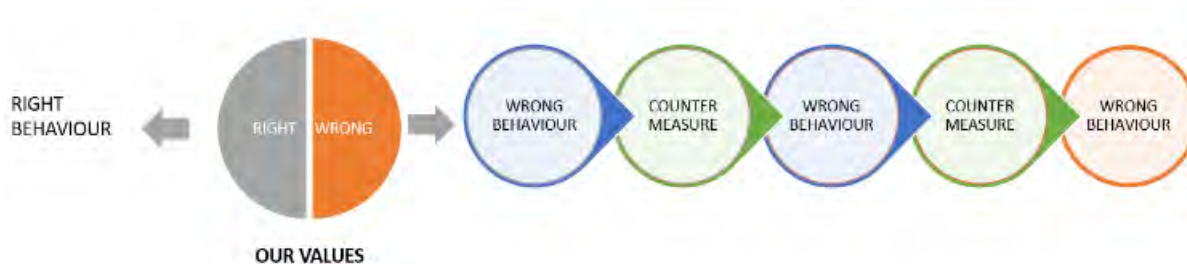 RIGHT
BEHAVIOUR
RIGHT
WRONG
OUR VALUES
WRONG
BEHAVIOUR
COUNTER
MEASURE
WRONG
BEHAVIOUR
COUNTER
MEASURE
WRONG
BEHAVIOUR